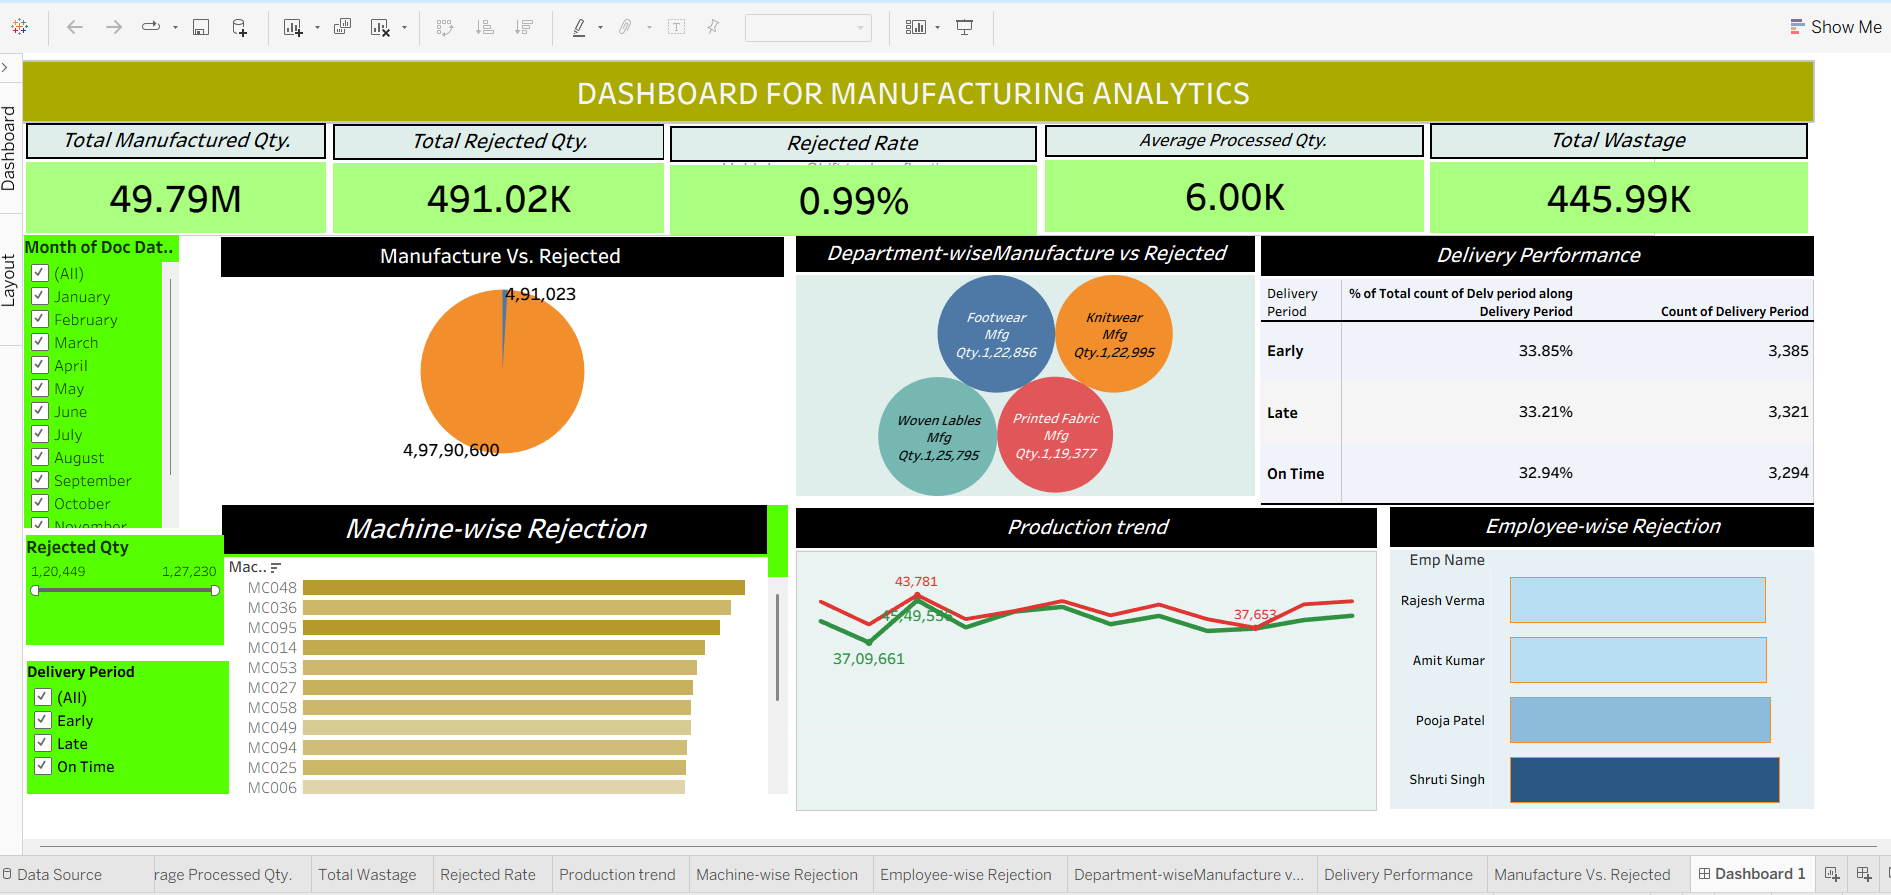 Show Me
Dashboard
Layout
DASHBOARD FOR MANUFACTURING ANALYTICS
Total Manufactured Qty.
49.79M
Total Rejected Qty.
491.02K
Rejected Rate
0.99%
Average Processed Qty.
6.00K
Total Wastage
445.99K
Month of Doc Dat..
(All)
January
February
March
April
May
June
July
August
September
October
November
Rejected Qty
1,20,449
1,27,230
Delivery Period
(All)
Early
Late
On Time
Manufacture Vs. Rejected
4,91,023
4,97,90,600
Department-wiseManufacture vs Rejected
Footwear
Mfg
Qty.1,22,856
Knitwear
Mfg
Qty.1,22,995
Woven Lables
Mfg
Qty.1,25,795
Printed Fabric
Mfg
Qty.1,19,377
Delivery Performance
Delivery
Period
% of Total count of Delv period along
Delivery Period
Count of Delivery Period
Early 33.85% 3,385
Late 33.21% 3,321
On Time 32.94% 3,294
Machine-wise Rejection
Mac..
MC048
MC036
MC095
MC014
MC053
MC027
MC058
MC049
MC094
MC025
MC006
Production trend
43,781
37,653
37,09,661
Employee-wise Rejection
Emp Name
Rajesh Verma
Amit Kumar
Pooja Patel
Shruti Singh
Data Source
rage Processed Qty.
Total Wastage
Rejected Rate
Production trend
Machine-wise Rejection
Employee-wise Rejection
Department-wiseManufacture v...
Delivery Performance
Manufacture Vs. Rejected
Dashboard 1